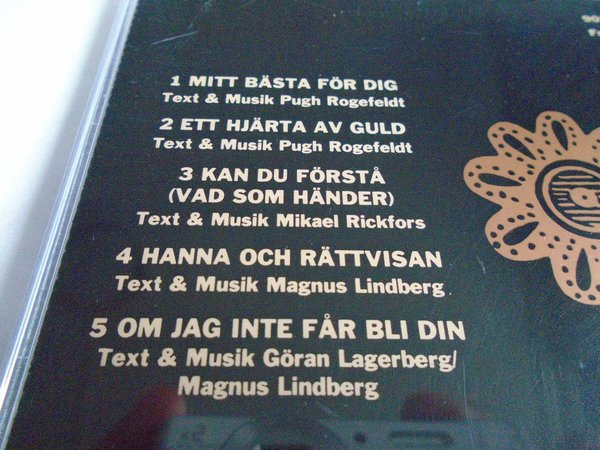 1 MITT BÄSTA FÖR DIG
Text & Musik Pugh Rogefeldt
2 ETT HJÄRTA AV GULD
Text & Musik Pugh Rogefeldt
3 KAN DU FÖRSTÅ
(VAD SOM HÄNDER)
Text & Musik Mikael Rickfors
4 HANNA OCH RÄTTVISAN
Text & Musik Magnus Lindberg
5 OM JAG INTE FÅR BLI DIN
Text & Musik Göran Lagerberg/
Magnus Lindberg